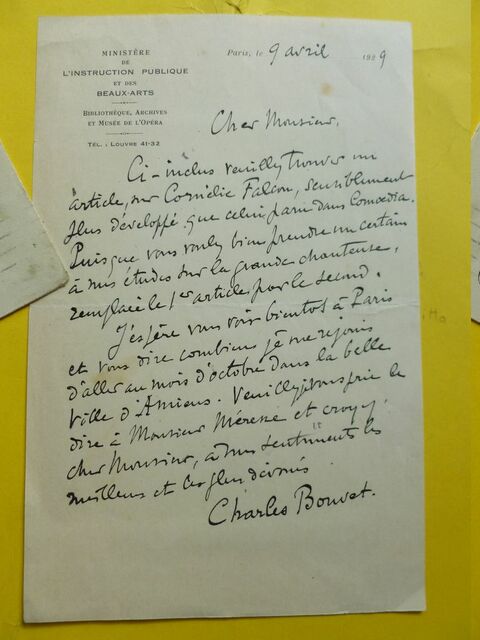 MINISTÈRE
DE
L'INSTRUCTION PUBLIQUE
ET DES
BEAUX-ARTS
BIBLIOTHÈQUE, ARCHIVES
ET MUSÉE DE L'OPÉRA
TÉL. : LOUVRE 41-32
Paris, le 9 avril 1929
Cher Monsieur,
Ci-inclus veuillez trouver un
article, sur Cornélie Falcon, sensiblement
plus développé que celui paru dans Comœdia.
Puisque vous voulez bien prendre un certain
à mes études sur la grande chanteuse,
remplacez le 1er article par le second.
J'espère vous voir bientôt à Paris
et vous dire combien je me réjouis
d'aller au mois d'octobre dans la belle
ville d'Amiens. Veuillez je vous prie le
dire à Monsieur et croyez,
cher Monsieur, à mes sentiments les
meilleurs et les plus dévoués
Charles Bouvet.